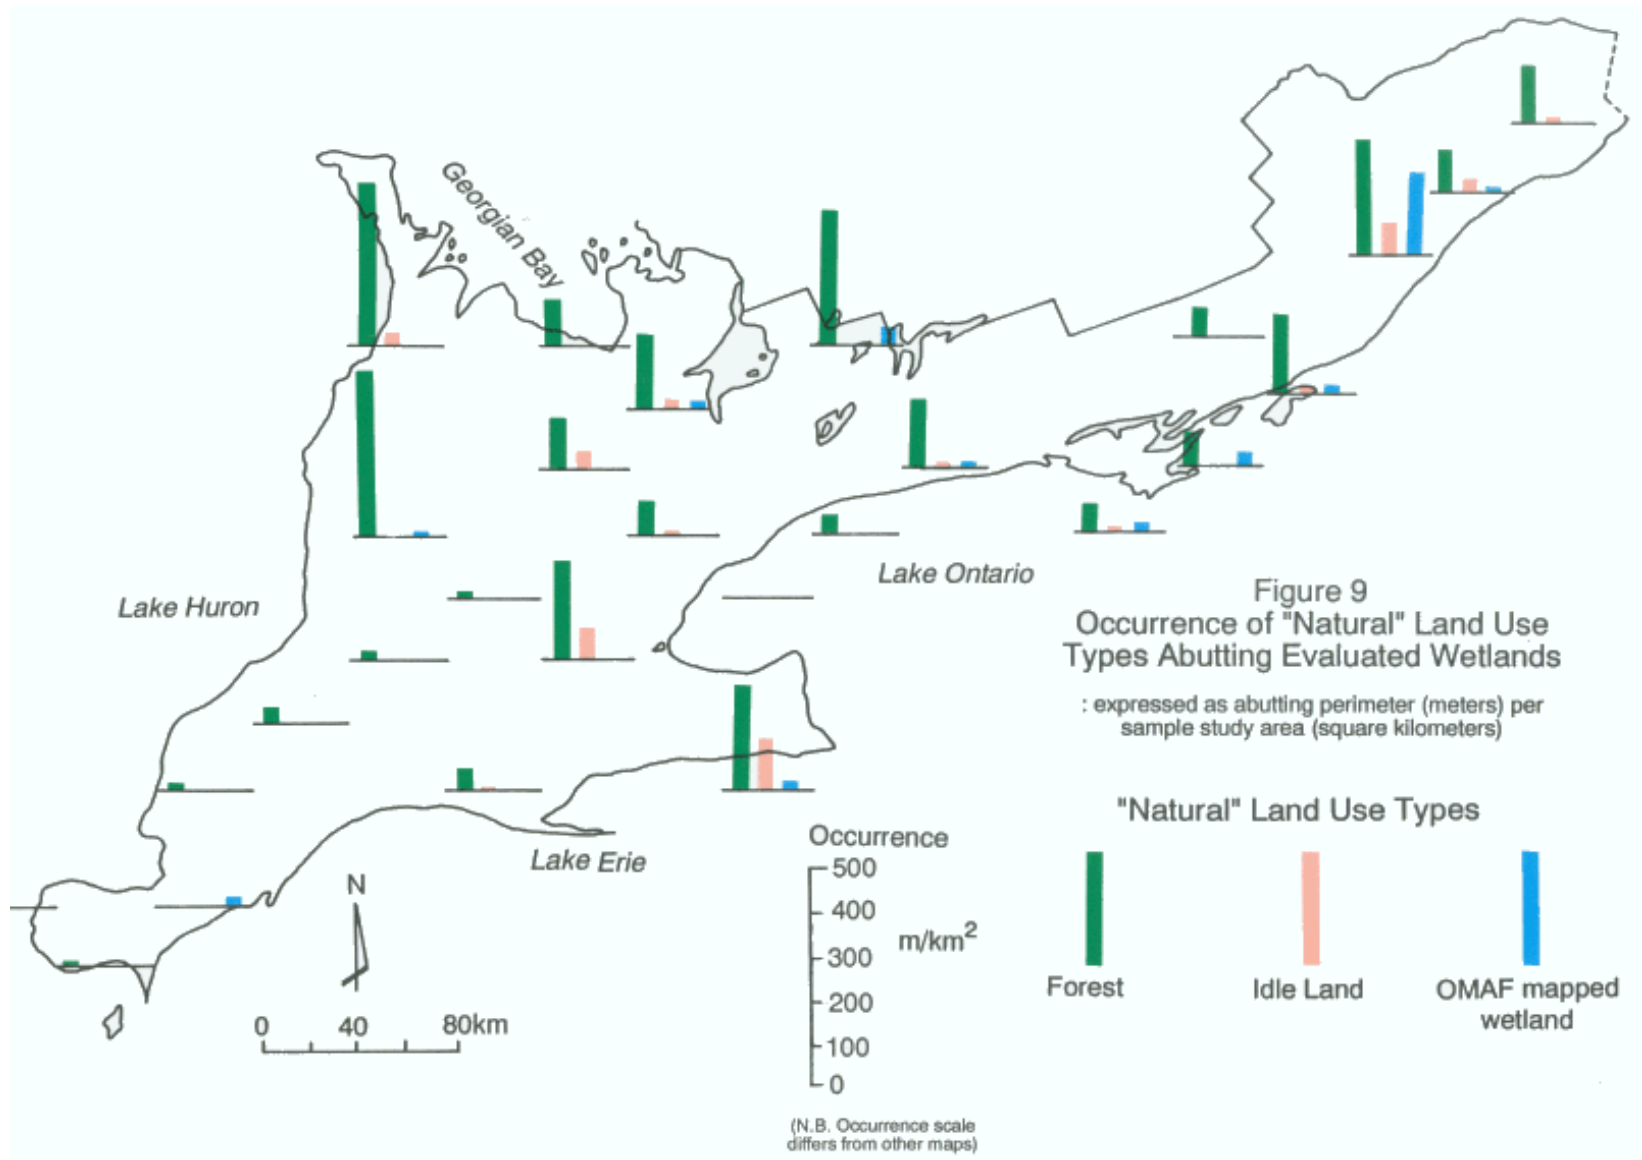 Georgian Bay
Lake Huron
Lake Ontario
Lake Erie
Figure 9
Occurrence of "Natural" Land Use
Types Abutting Evaluated Wetlands
: expressed as abutting perimeter (meters) per
sample study area (square kilometers)
"Natural" Land Use Types
Forest
Idle Land
OMAF mapped
wetland
Occurrence
500
400
300
200
100
0
m/km²
(N.B. Occurrence scale
differs from other maps)
N
0 40 80km